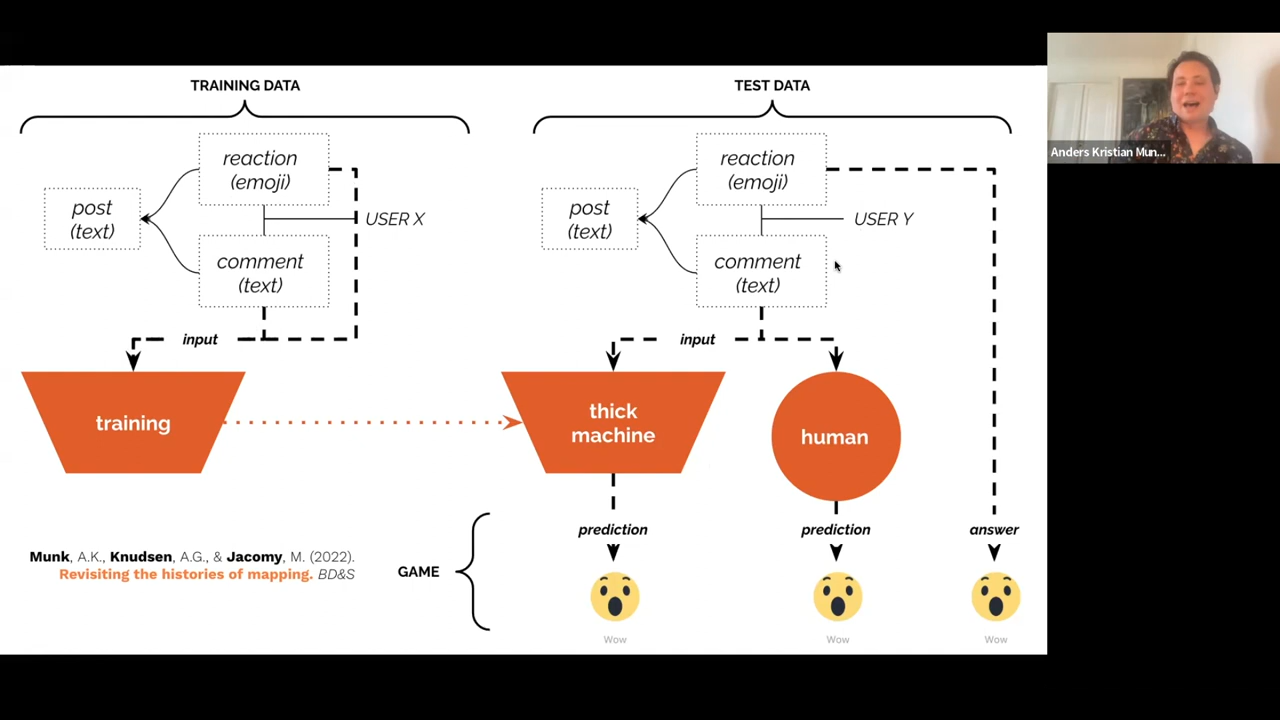 TRAINING DATA
reaction
(emoji)
post
(text)
USER X
comment
(text)
input
training
TEST DATA
reaction
(emoji)
post
(text)
USER Y
comment
(text)
input
thick
machine
human
prediction
prediction
answer
GAME
Wow
Wow
Wow
Munk, A.K., Knudsen, A.G., & Jacomy, M. (2022).
Revisiting the histories of mapping. BD&S
Anders Kristian Mun...